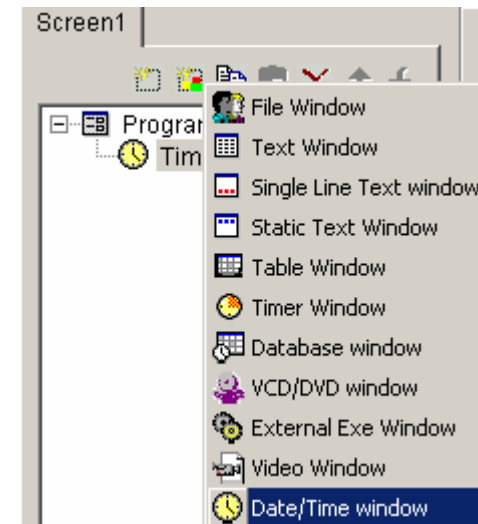 Screen1
File Window
Text Window
Single Line Text window
Static Text Window
Table Window
Timer Window
Database window
VCD/DVD window
External Exe Window
Video Window
Date/Time window
Prograr
Tim